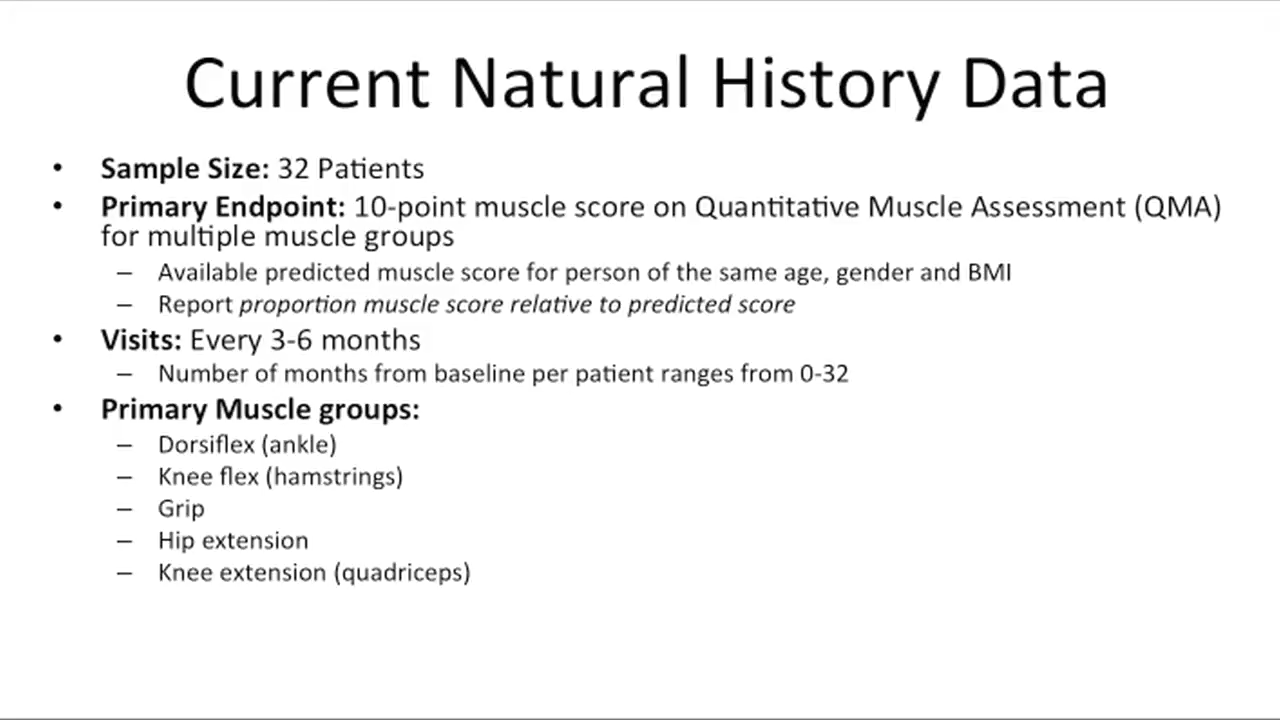 Current Natural History Data
• Sample Size: 32 Patients
• Primary Endpoint: 10-point muscle score on Quantitative Muscle Assessment (QMA)
for multiple muscle groups
– Available predicted muscle score for person of the same age, gender and BMI
– Report proportion muscle score relative to predicted score
• Visits: Every 3-6 months
– Number of months from baseline per patient ranges from 0-32
• Primary Muscle groups:
– Dorsiflex (ankle)
– Knee flex (hamstrings)
– Grip
– Hip extension
– Knee extension (quadriceps)